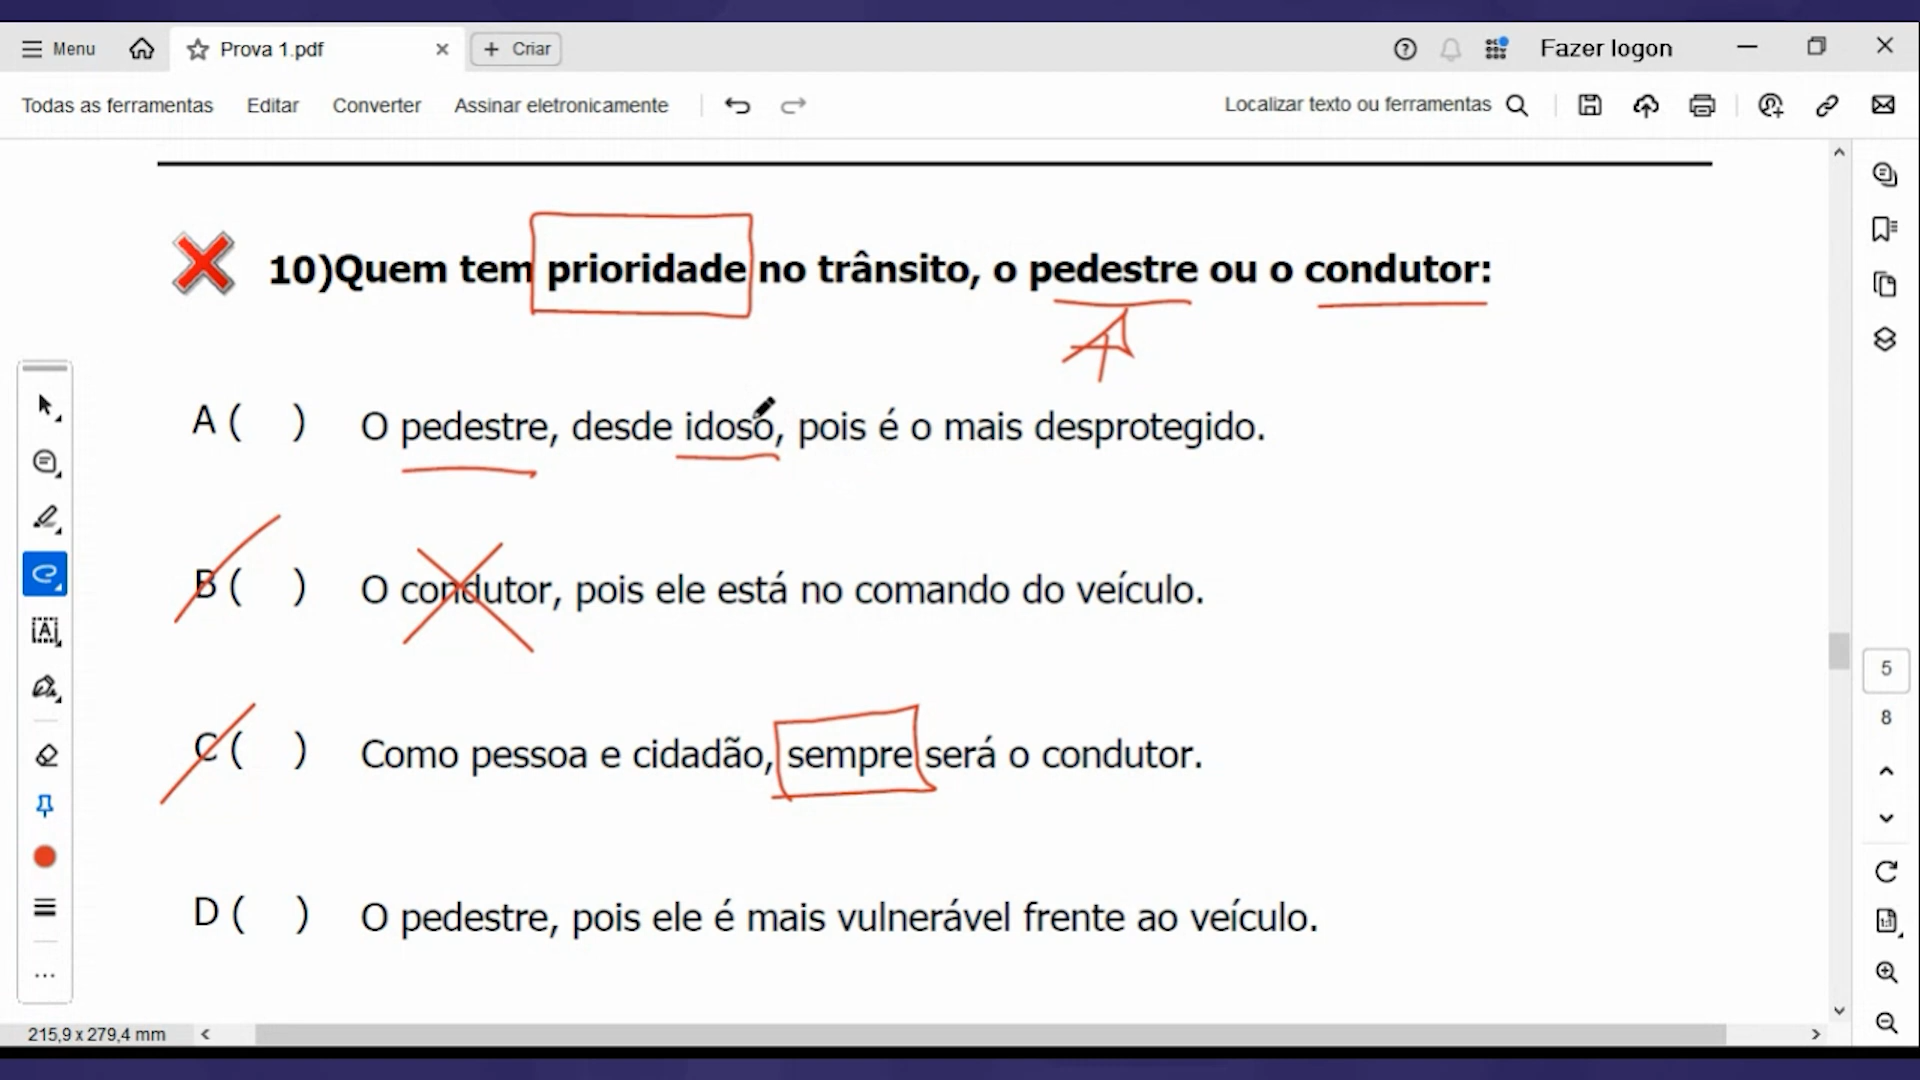 Menu
Prova 1.pdf
Criar
Fazer logon
Todas as ferramentas
Editar
Converter
Assinar eletronicamente
Localizar texto ou ferramentas
10)Quem tem prioridade no trânsito, o pedestre ou o condutor:
A ( ) O pedestre, desde idoso, pois é o mais desprotegido.
B ( ) O condutor, pois ele está no comando do veículo.
C ( ) Como pessoa e cidadão, sempre será o condutor.
D ( ) O pedestre, pois ele é mais vulnerável frente ao veículo.
5
8
215,9 x 279,4 mm